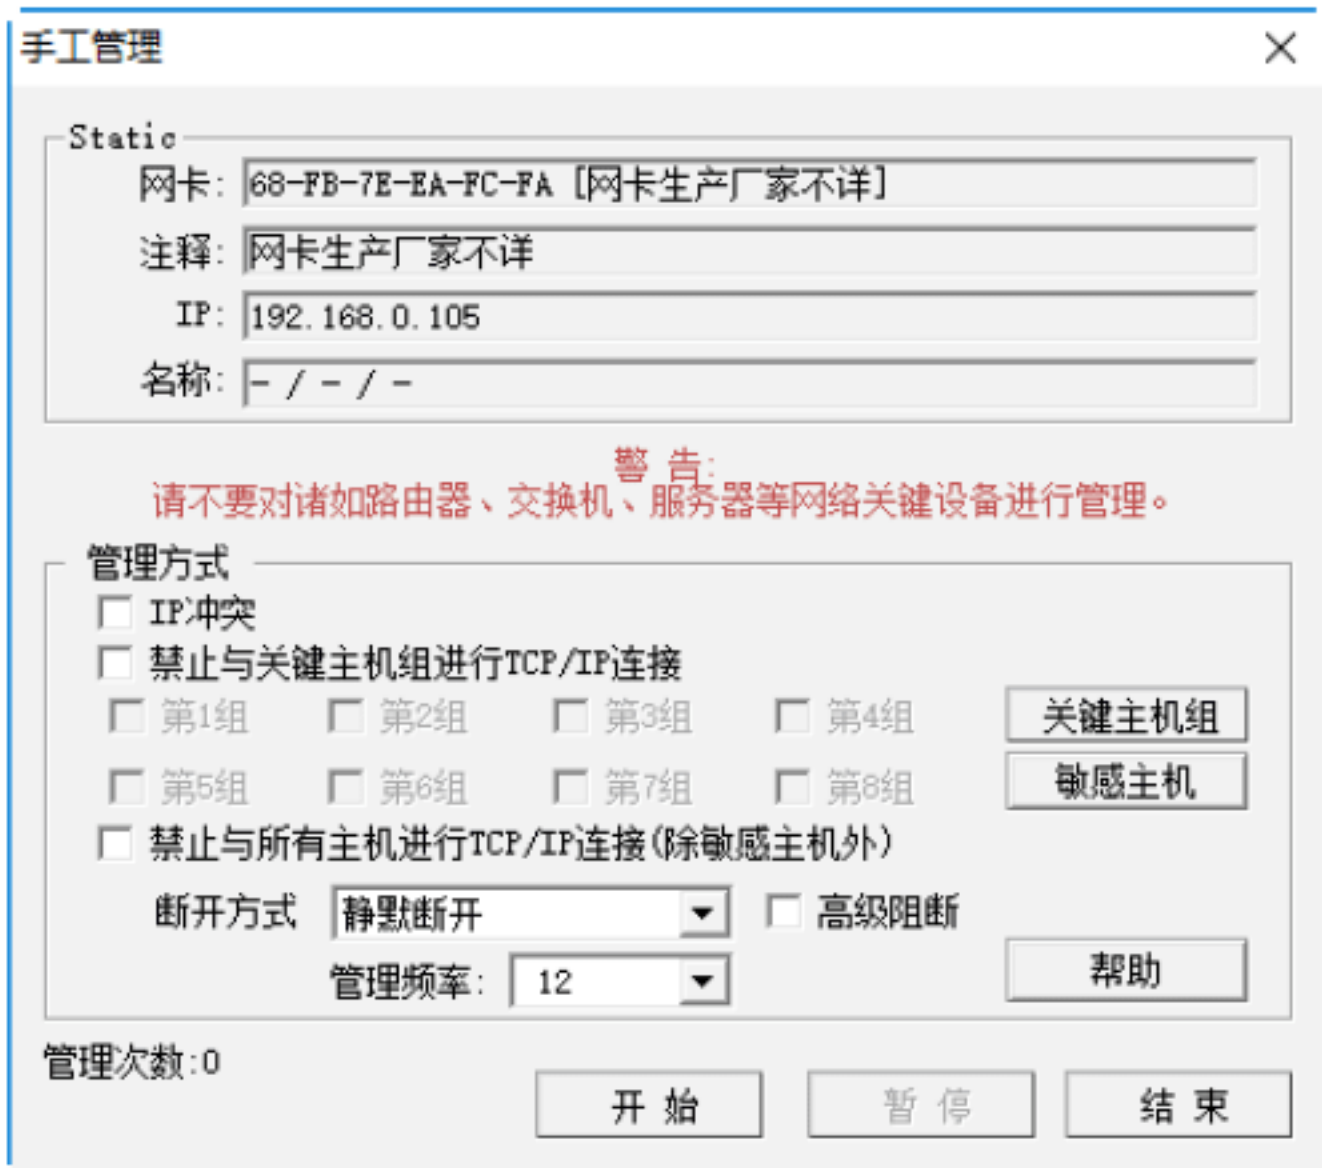 手工管理
Static
网卡: 68-FB-7E-EA-FC-FA [网卡生产厂家不详]
注释: 网卡生产厂家不详
IP: 192.168.0.105
名称: - / - / -
警 告:
请不要对诸如路由器、交换机、服务器等网络关键设备进行管理。
管理方式
IP冲突
禁止与关键主机组进行TCP/IP连接
第1组 第2组 第3组 第4组 关键主机组
第5组 第6组 第7组 第8组 敏感主机
禁止与所有主机进行TCP/IP连接(除敏感主机外)
断开方式 静默断开 高级阻断
管理频率: 12 帮助
管理次数:0
开 始 暂 停 结 束